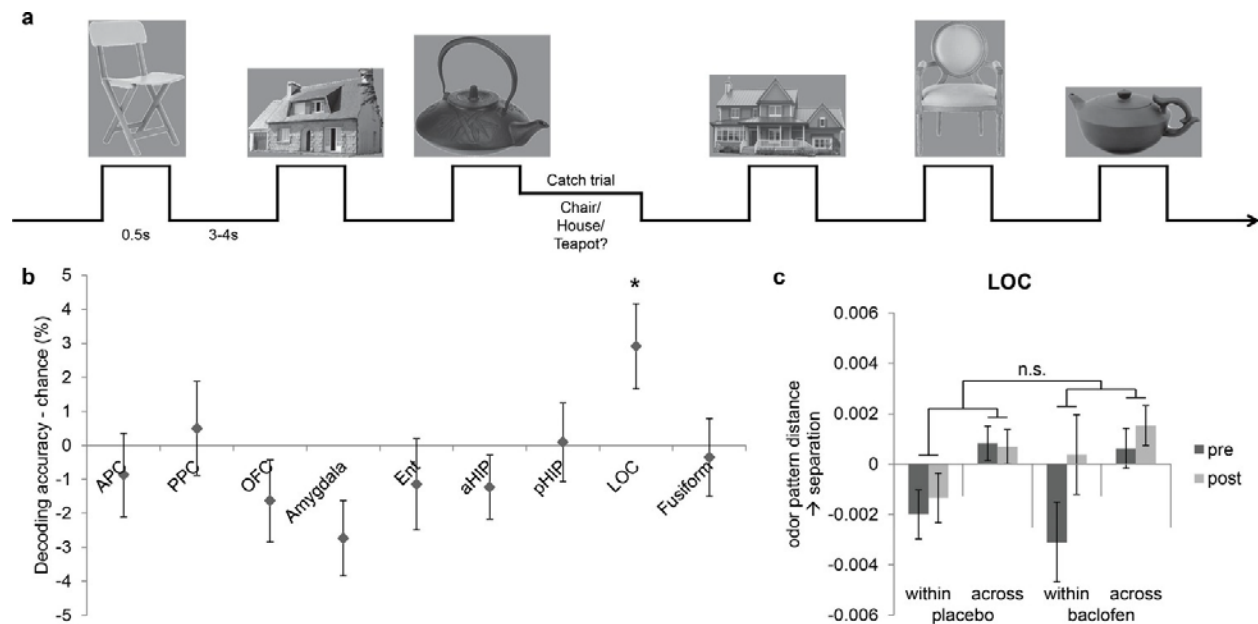 a
Catch trial
Chair/
House/
Teapot?
0.5s
3-4s
b
Decoding accuracy - chance (%)
5
4
3
2
1
0
-1
-2
-3
-4
-5
APC
PPC
OFC
Amygdala
Ent
aHIP
pHIP
LOC
Fusiform
*
c
LOC
odor pattern distance
→ separation
0.006
0.004
0.002
0
-0.002
-0.004
-0.006
n.s.
pre
post
within across within across
placebo baclofen